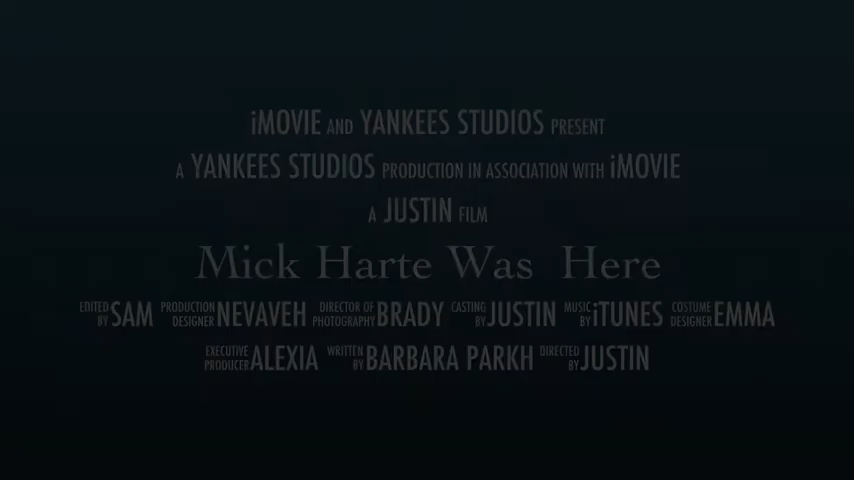 iMOVIE AND YANKEES STUDIOS PRESENT
A YANKEES STUDIOS PRODUCTION IN ASSOCIATION WITH iMOVIE
A JUSTIN FILM
Mick Harte Was Here
EDITED BY SAM PRODUCTION DESIGNER NEVAVEH DIRECTOR OF PHOTOGRAPHY BRADY CASTING BY JUSTIN MUSIC BY iTUNES COSTUME DESIGNER EMMA
EXECUTIVE PRODUCER ALEXIA WRITTEN BY BARBARA PARKH DIRECTED BY JUSTIN